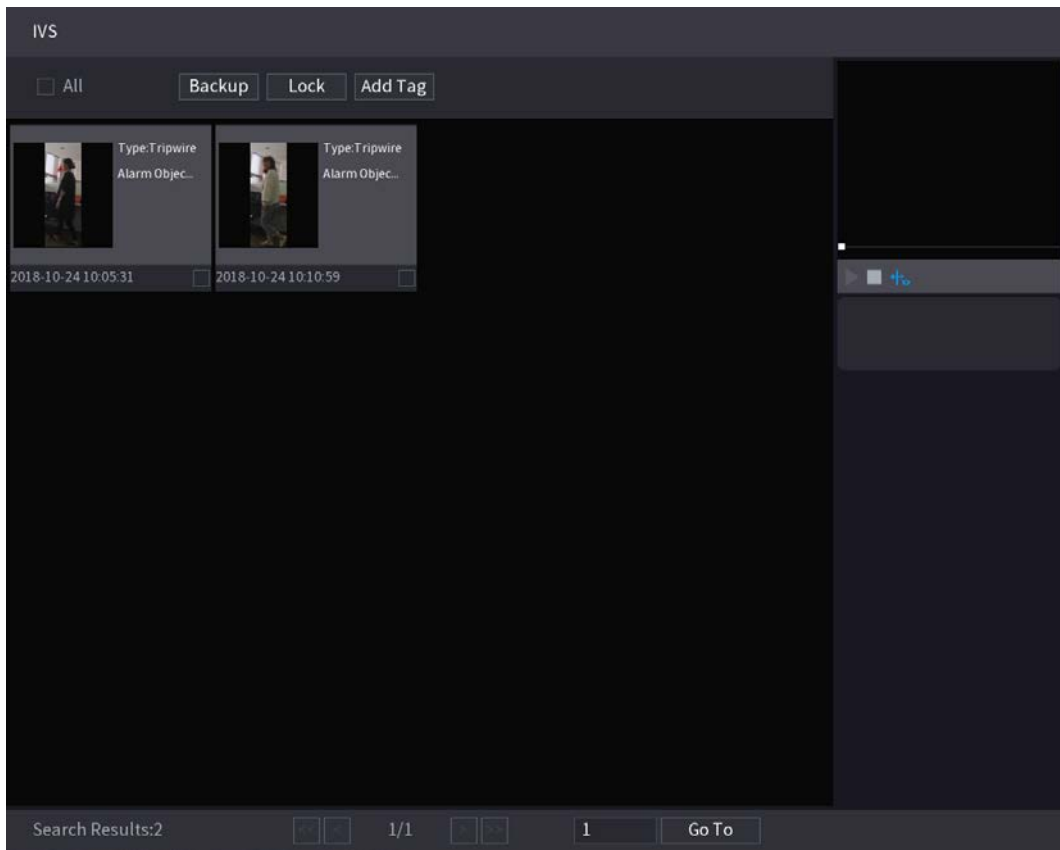 IVS
All Backup Lock Add Tag
Type:Tripwire
Alarm Objec...
2018-10-24 10:05:31
Type:Tripwire
Alarm Objec...
2018-10-24 10:10:59
Search Results:2 << < 1/1 > >> 1 Go To